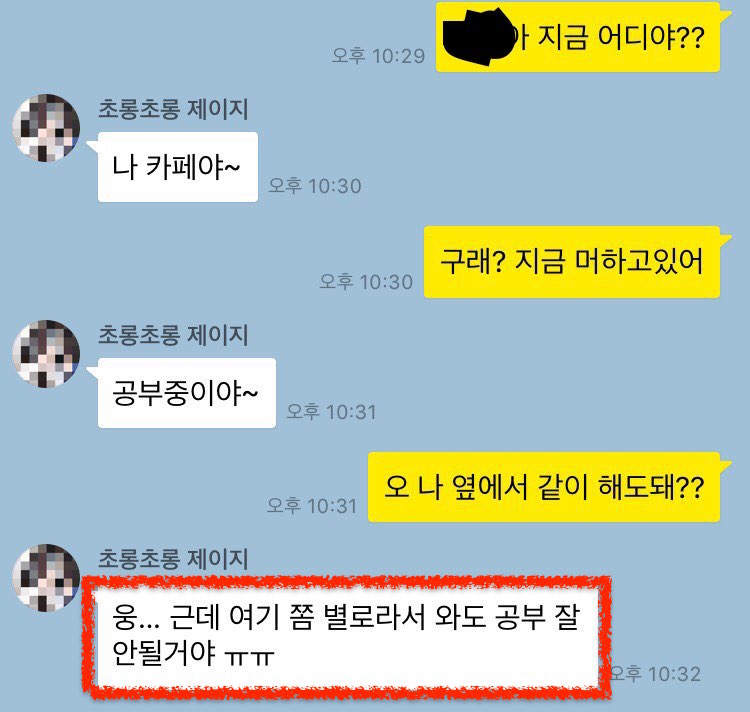 아 지금 어디야??
오후 10:29
초롱초롱 제이지
나 카페야~
오후 10:30
구래? 지금 머하고있어
오후 10:30
초롱초롱 제이지
공부중이야~
오후 10:31
오 나 옆에서 같이 해도돼??
오후 10:31
초롱초롱 제이지
웅... 근데 여기 쫌 별로라서 와도 공부 잘
안될거야 ㅠㅠ
오후 10:32